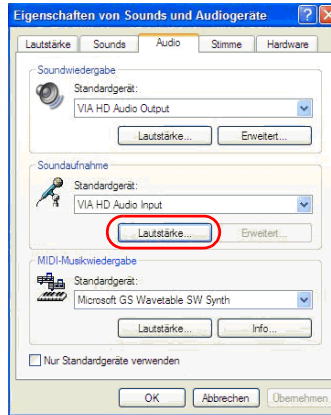 Eigenschaften von Sounds und Audiogeräte
Lautstärke Sounds Audio Stimme Hardware
Soundwiedergabe
Standardgerät:
VIA HD Audio Output
Lautstärke... Erweitert...
Soundaufnahme
Standardgerät:
VIA HD Audio Input
Lautstärke... Erweitert...
MIDI-Musikwiedergabe
Standardgerät:
Microsoft GS Wavetable SW Synth
Lautstärke... Info...
Nur Standardgeräte verwenden
OK Abbrechen Übernehmen